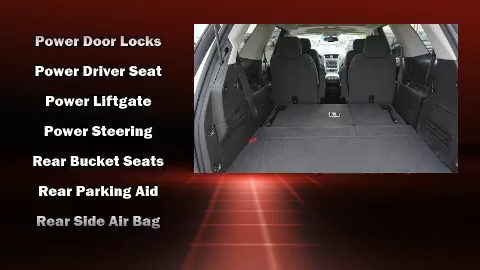 Power Door Locks
Power Driver Seat
Power Liftgate
Power Steering
Rear Bucket Seats
Rear Parking Aid
Rear Side Air Bag